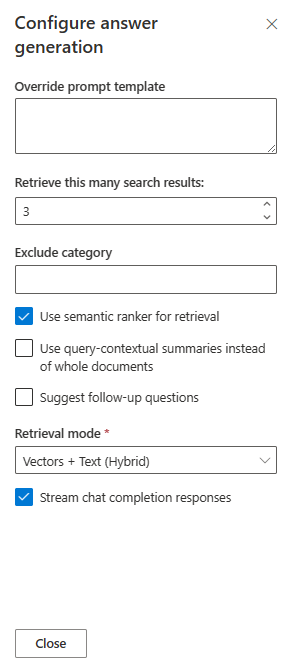 Configure answer
generation
Override prompt template
Retrieve this many search results:
3
Exclude category
Use semantic ranker for retrieval
Use query-contextual summaries instead
of whole documents
Suggest follow-up questions
Retrieval mode *
Vectors + Text (Hybrid)
Stream chat completion responses
Close